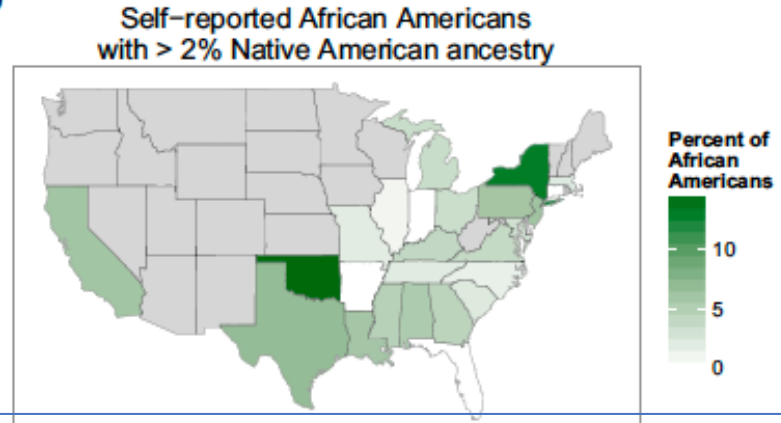 Self-reported African Americans
with > 2% Native American ancestry
Percent of
African
Americans
10
5
0